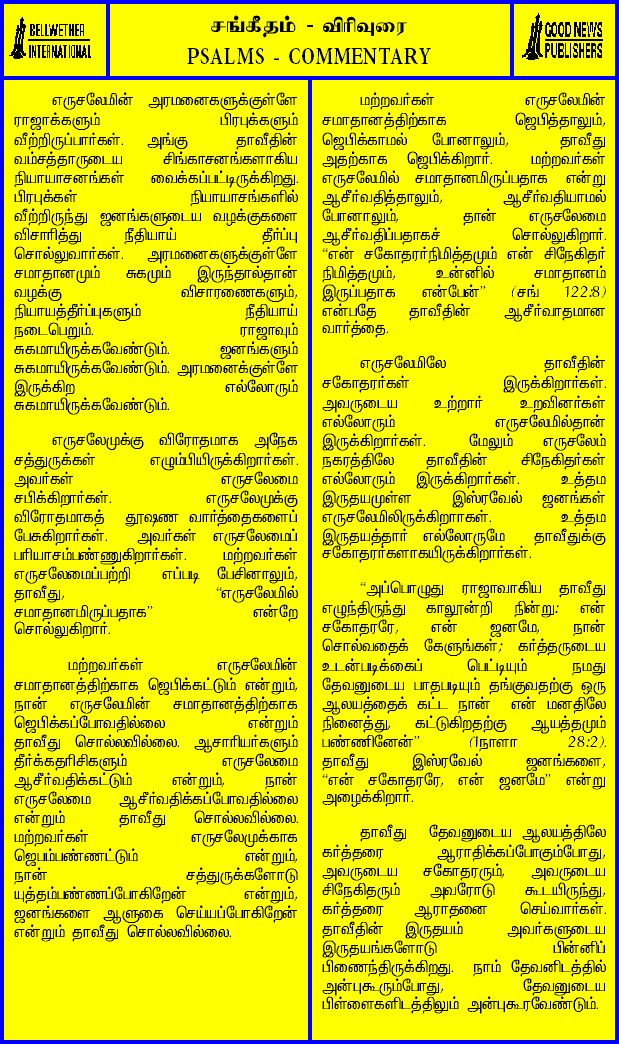 BELLWETHER
INTERNATIONAL
சங்கீதம் - விரிவுரை
PSALMS - COMMENTARY
GOOD NEWS
PUBLISHERS
எருசலேமின் அரமனைகளுக்குள்ளே
ராஜாக்களும் பிரபுக்களும்
வீற்றிருப்பார்கள். அங்கு தாவீதின்
வம்சத்தாருடைய சிங்காசனங்களாகிய
நியாயாசனங்கள் வைக்கப்பட்டிருக்கிறது.
பிரபுக்கள் நியாயாசங்களில்
வீற்றிருந்து ஜனங்களுடைய வழக்குகளை
விசாரித்து நீதியாய் தீர்ப்பு
சொல்லுவார்கள். அரமனைகளுக்குள்ளே
சமாதானமும் சுகமும் இருந்தால்தான்
வழக்கு விசாரணைகளும்,
நியாயத்தீர்ப்புகளும் நீதியாய்
நடைபெறும். ராஜாவும்
சுகமாயிருக்கவேண்டும். ஜனங்களும்
சுகமாயிருக்கவேண்டும். அரமனைக்குள்ளே
இருக்கிற எல்லோரும்
சுகமாயிருக்கவேண்டும்.
எருசலேமுக்கு விரோதமாக அநேக
சத்துருக்கள் எழும்பியிருக்கிறார்கள்.
அவர்கள் எருசலேமை
சபிக்கிறார்கள். எருசலேமுக்கு
விரோதமாகத் தூஷண வார்த்தைகளைப்
பேசுகிறார்கள். அவர்கள் எருசலேமைப்
பரியாசம்பண்ணுகிறார்கள். மற்றவர்கள்
எருசலேமைப்பற்றி எப்படி பேசினாலும்,
தாவீது, “எருசலேமில்
சமாதானமிருப்பதாக” என்றே
சொல்லுகிறார்.
மற்றவர்கள் எருசலேமின்
சமாதானத்திற்காக ஜெபிக்கட்டும் என்றும்,
நான் எருசலேமின் சமாதானத்திற்காக
ஜெபிக்கப்போவதில்லை என்றும்
தாவீது சொல்லவில்லை. ஆசாரியர்களும்
தீர்க்கதரிசிகளும் எருசலேமை
ஆசீர்வதிக்கட்டும் என்றும், நான்
எருசலேமை ஆசீர்வதிக்கப்போவதில்லை
என்றும் தாவீது சொல்லவில்லை.
மற்றவர்கள் எருசலேமுக்காக
ஜெபம்பண்ணட்டும் என்றும்,
நான் சத்துருக்களோடு
யுத்தம்பண்ணப்போகிறேன் என்றும்,
ஜனங்களை ஆளுகை செய்யப்போகிறேன்
என்றும் தாவீது சொல்லவில்லை.
மற்றவர்கள் எருசலேமின்
சமாதானத்திற்காக ஜெபித்தாலும்,
ஜெபிக்காமல் போனாலும், தாவீது
அதற்காக ஜெபிக்கிறார். மற்றவர்கள்
எருசலேமில் சமாதானமிருப்பதாக என்று
ஆசீர்வதித்தாலும், ஆசீர்வதியாமல்
போனாலும், தான் எருசலேமை
ஆசீர்வதிப்பதாகச் சொல்லுகிறார்.
“என் சகோதரர்நிமித்தமும் என் சிநேகிதர்
நிமித்தமும், உன்னில் சமாதானம்
இருப்பதாக என்பேன்” (சங் 122:8)
என்பதே தாவீதின் ஆசீர்வாதமான
வார்த்தை.
எருசலேமிலே தாவீதின்
சகோதரர்கள் இருக்கிறார்கள்.
அவருடைய உற்றார் உறவினர்கள்
எல்லோரும் எருசலேமில்தான்
இருக்கிறார்கள். மேலும் எருசலேம்
நகரத்திலே தாவீதின் சிநேகிதர்கள்
எல்லோரும் இருக்கிறார்கள். உத்தம
இருதயமுள்ள இஸ்ரவேல் ஜனங்கள்
எருசலேமிலிருக்கிறாாகள். உத்தம
இருதயத்தார் எல்லோருமே தாவீதுக்கு
சகோதரர்களாகயிருக்கிறார்கள்.
“அப்பொழுது ராஜாவாகிய தாவீது
எழுந்திருந்து காலூன்றி நின்று: என்
சகோதரரே, என் ஜனமே, நான்
சொல்வதைக் கேளுங்கள்; கர்த்தருடைய
உடன்படிக்கைப் பெட்டியும் நமது
தேவனுடைய பாதபடியும் தங்குவதற்கு ஒரு
ஆலயத்தைக் கட்ட நான் என் மனதிலே
நினைத்து, கட்டுகிறதற்கு ஆயத்தமும்
பண்ணினேன்” (1நாளா 28:2).
தாவீது இஸ்ரவேல் ஜனங்களை,
“என் சகோதரரே, என் ஜனமே” என்று
அழைக்கிறார்.
தாவீது தேவனுடைய ஆலயத்திலே
கர்த்தரை ஆராதிக்கப்போகும்போது,
அவருடைய சகோதரரும், அவருடைய
சிநேகிதரும் அவரோடு கூடயிருந்து,
கர்த்தரை ஆராதனை செய்வார்கள்.
தாவீதின் இருதயம் அவர்களுடைய
இருதயங்களோடு பின்னிப்
பிணைந்திருக்கிறது. நாம் தேவனிடத்தில்
அன்புகூரும்போது, தேவனுடைய
பிள்ளைகளிடத்திலும் அன்புகூரவேண்டும்.